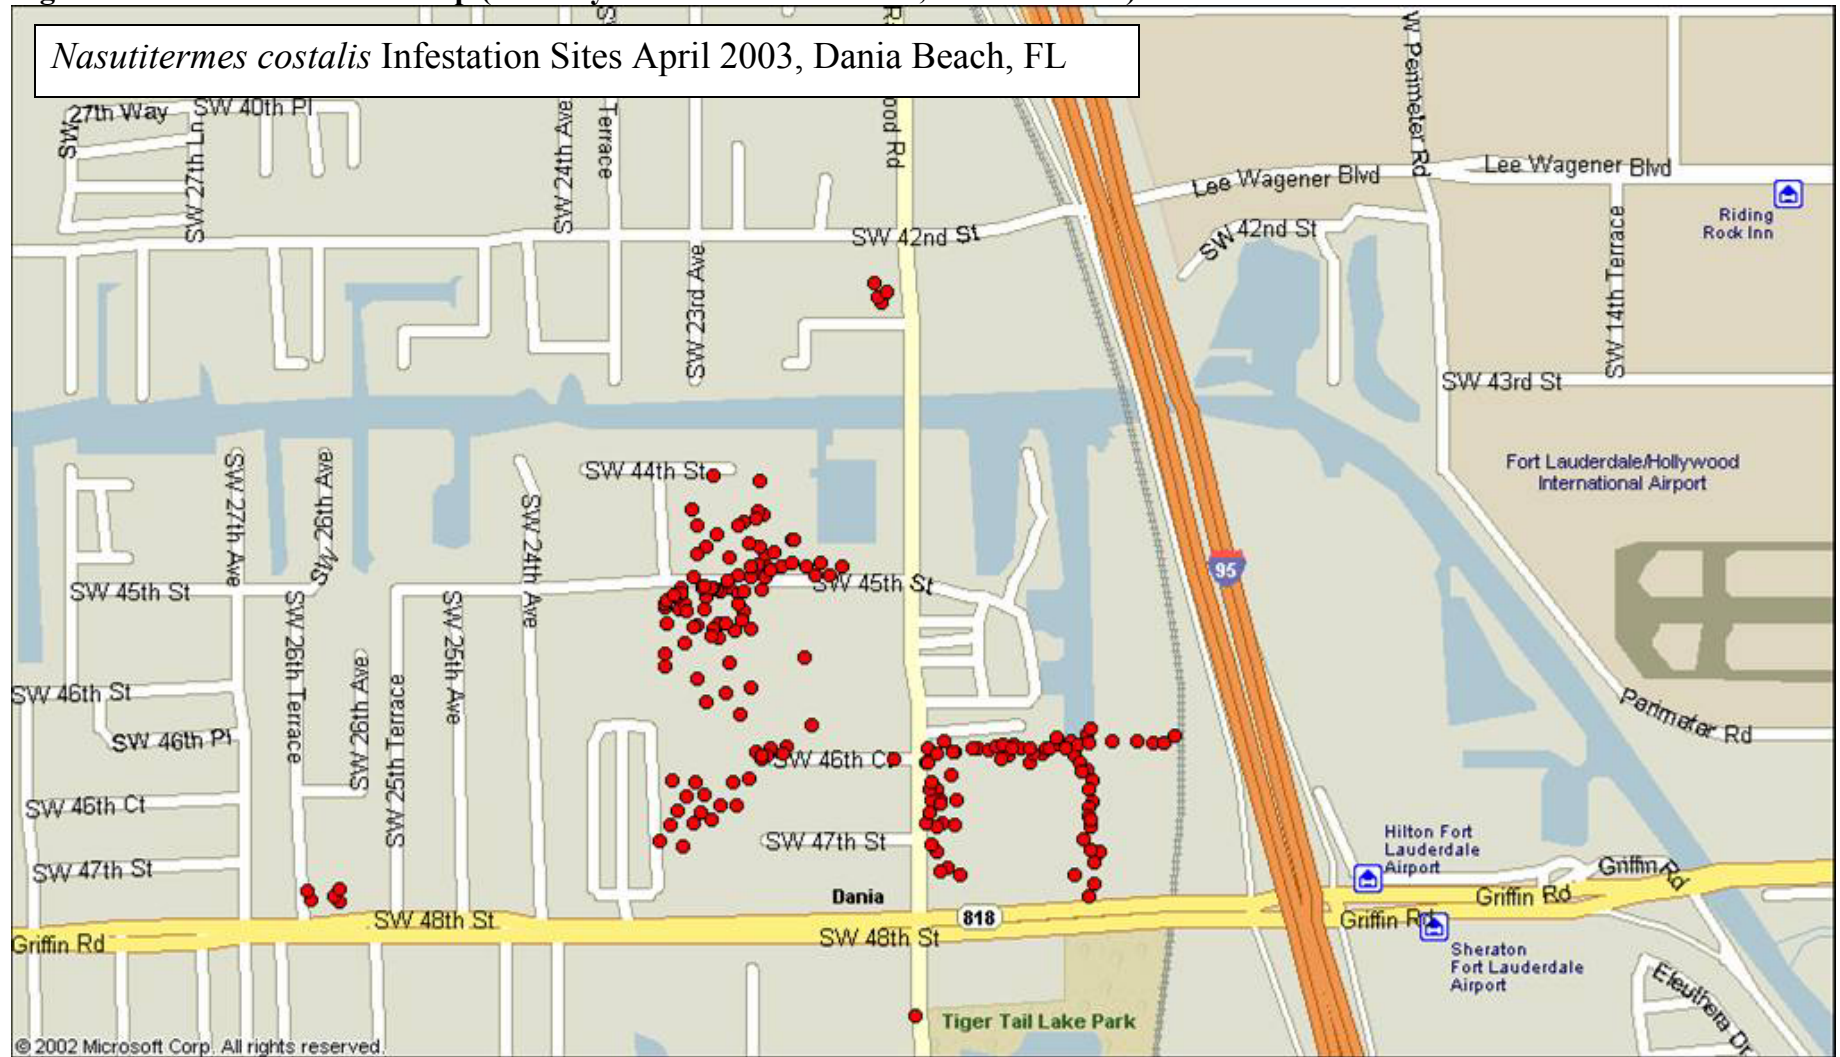 Nasutitermes costalis Infestation Sites April 2003, Dania Beach, FL
27th Way
SW 40th Pl
SW
SW 27th Ln
SW 24th Ave
Terrace
ood Rd
W Perimeter Rd
Lee Wagener Blvd
Lee Wagener Blvd
Riding
Rock Inn
SW 42nd St
SW 42nd St
SW 23rd Ave
SW 14th Terrace
SW 43rd St
Fort Lauderdale/Hollywood
International Airport
SW 44th St
SW 27th Ave
SW 26th Ave
SW 24th Ave
95
SW 45th St
SW 45th St
SW 26th Terrace
SW 25th Ave
SW 46th St
SW 26th Ave
SW 25th Terrace
SW 46th Pl
Perimeter Rd
SW 46th Ct
SW 46th Ct
SW 47th St
SW 47th St
Hilton Fort
Lauderdale
Airport
Griffin Rd
Griffin Rd
Griffin Rd
Dania
818
SW 48th St
SW 48th St
Griffin Rd
Sheraton
Fort Lauderdale
Airport
Eleuthera Dr
Tiger Tail Lake Park
© 2002 Microsoft Corp. All rights reserved.